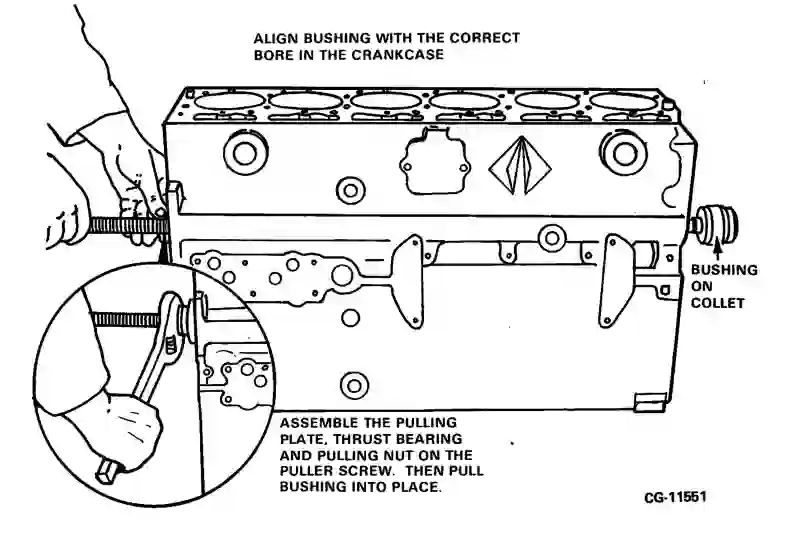 ALIGN BUSHING WITH THE CORRECT
BORE IN THE CRANKCASE
BUSHING
ON
COLLET
ASSEMBLE THE PULLING
PLATE, THRUST BEARING
AND PULLING NUT ON THE
PULLER SCREW. THEN PULL
BUSHING INTO PLACE.
CG-11551